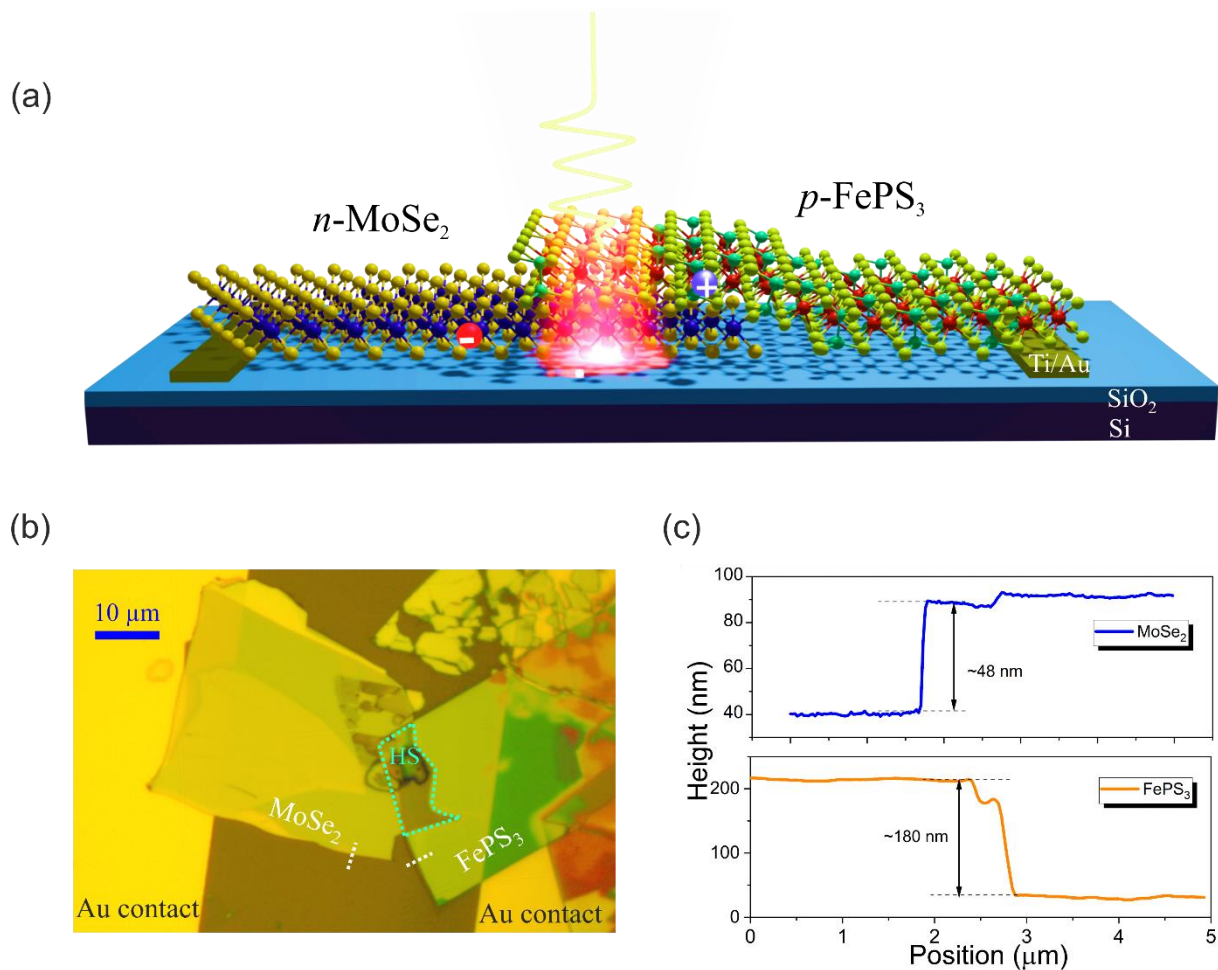 (a)
n-MoSe₂
p-FePS₃
-
+
Ti/Au
SiO₂
Si
(b)
10 µm
HS
MoSe₂
FePS₃
Au contact
Au contact
(c)
100
90
80
60
40
MoSe₂
~48 nm
Height (nm)
200
100
0
FePS₃
~180 nm
0 1 2 3 4 5
Position (µm)